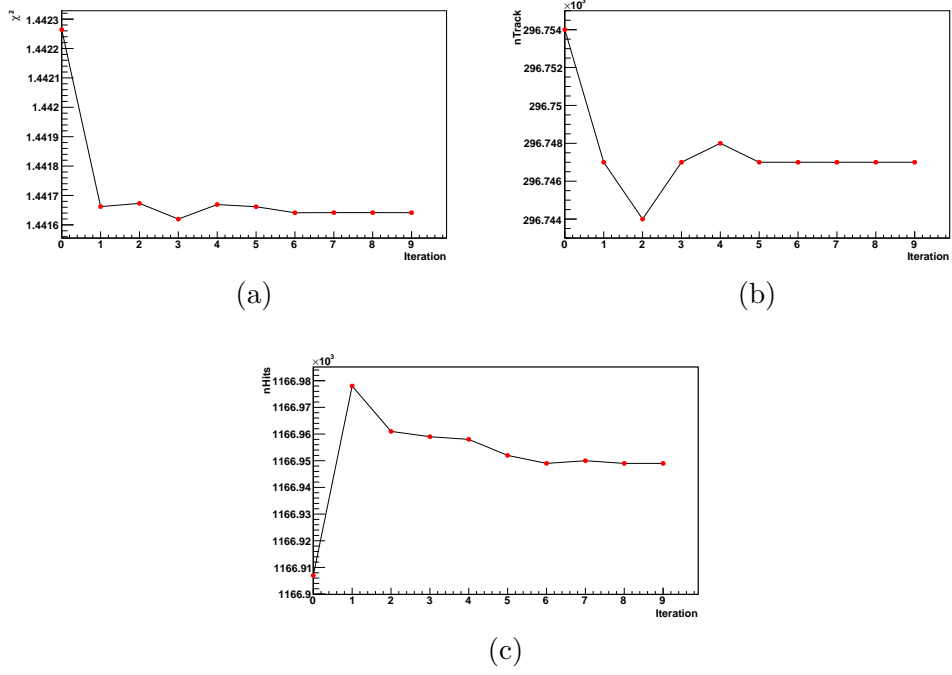 χ²
1.4423
1.4422
1.4421
1.442
1.4419
1.4418
1.4417
1.4416
0 1 2 3 4 5 6 7 8 9
Iteration
(a)
×10³
nTrack
296.754
296.752
296.75
296.748
296.746
296.744
0 1 2 3 4 5 6 7 8 9
Iteration
(b)
×10³
nHits
1166.98
1166.97
1166.96
1166.95
1166.94
1166.93
1166.92
1166.91
1166.9
0 1 2 3 4 5 6 7 8 9
Iteration
(c)